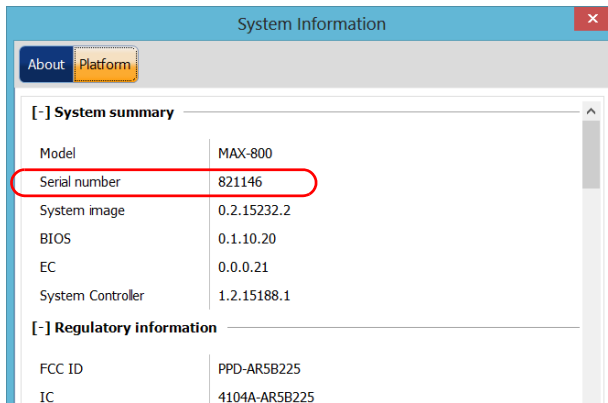 System Information
About Platform
[-] System summary
Model MAX-800
Serial number 821146
System image 0.2.15232.2
BIOS 0.1.10.20
EC 0.0.0.21
System Controller 1.2.15188.1
[-] Regulatory information
FCC ID PPD-AR5B225
IC 4104A-AR5B225